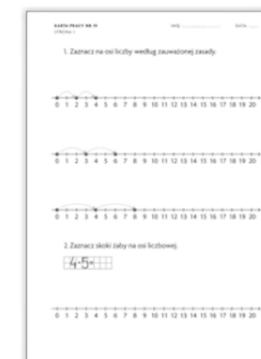 KARTA PRACY NR 19
STRONA 1
IMIĘ
DATA
1. Zaznacz na osi liczby według zauważonej zasady.
0 1 2 3 4 5 6 7 8 9 10 11 12 13 14 15 16 17 18 19 20
0 1 2 3 4 5 6 7 8 9 10 11 12 13 14 15 16 17 18 19 20
0 1 2 3 4 5 6 7 8 9 10 11 12 13 14 15 16 17 18 19 20
2. Zaznacz skoki żaby na osi liczbowej.
4·5=
0 1 2 3 4 5 6 7 8 9 10 11 12 13 14 15 16 17 18 19 20